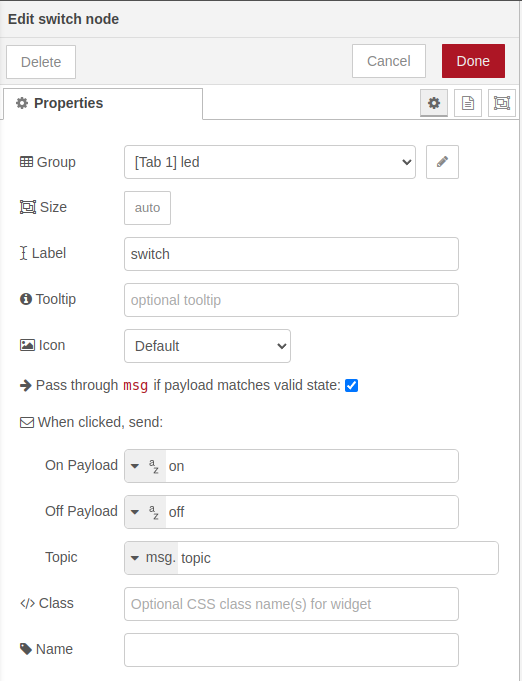 Edit switch node
Delete Cancel Done
Properties
Group [Tab 1] led
Size auto
Label switch
Tooltip optional tooltip
Icon Default
Pass through msg if payload matches valid state:
When clicked, send:
On Payload az on
Off Payload az off
Topic msg. topic
</> Class Optional CSS class name(s) for widget
Name